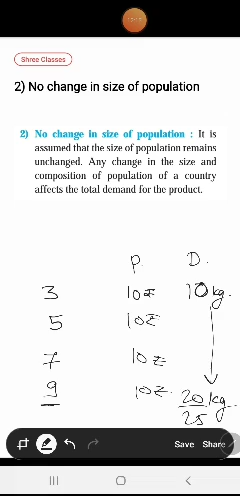 Shree Classes
2) No change in size of population
2) No change in size of population : It is
assumed that the size of population remains
unchanged. Any change in the size and
composition of population of a country
affects the total demand for the product.
P. D.
3 10₹ 10kg.
5 10₹
7 10₹
9 10₹. 20kg
25
Save Share